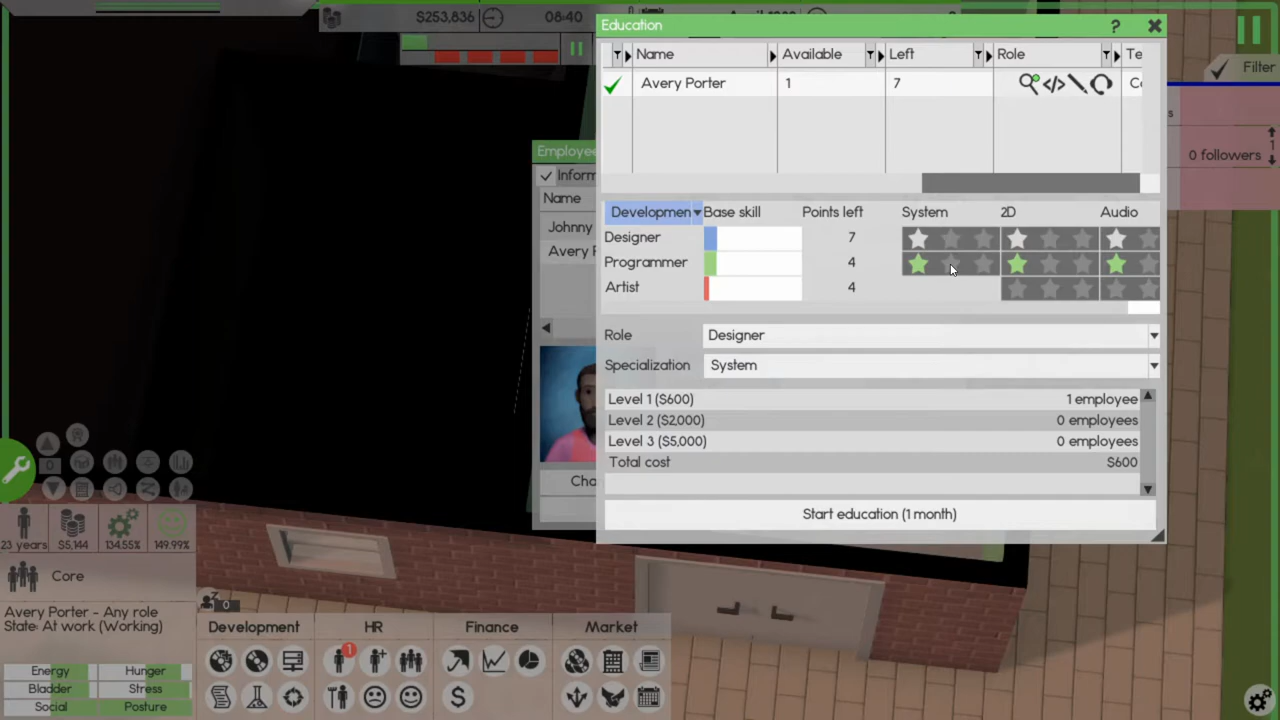 $253,836 08:40
Education ?
Name Available Left Role Te
Filter
Avery Porter 1 7
s
0 followers
1
Employee
Inform
Name
Johnny
Avery P
Cha
Developmen Base skill Points left System 2D Audio
Designer 7
Programmer 4
Artist 4
Role Designer
Specialization System
Level 1 ($600) 1 employee
Level 2 ($2,000) 0 employees
Level 3 ($5,000) 0 employees
Total cost $600
Start education (1 month)
0
23 years $5,144 134.55% 149.99%
Core
Avery Porter - Any role
State: At work (Working)
Energy Hunger
Bladder Stress
Social Posture
0
Development HR Finance Market
1